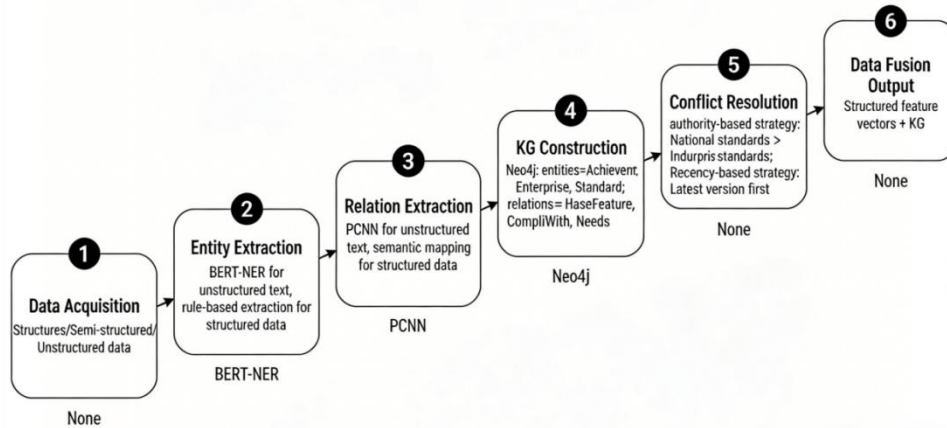 1
Data Acquisition
Structures/Semi-structured/
Unstructured data
None
2
Entity Extraction
BERT-NER for
unstructured text,
rule-based extraction for
structured data
BERT-NER
3
Relation Extraction
PCNN for unstructured
text, semantic mapping
for structured data
PCNN
4
KG Construction
Neo4j: entities=Achievent,
Enterprise, Standard;
relations= HaseFeature,
CompliWith, Needs
Neo4j
5
Conflict Resolution
authority-based strategy:
National standards >
Indurpris standards;
Recency-based strategy:
Latest version first
None
6
Data Fusion
Output
Structured feature
vectors + KG
None